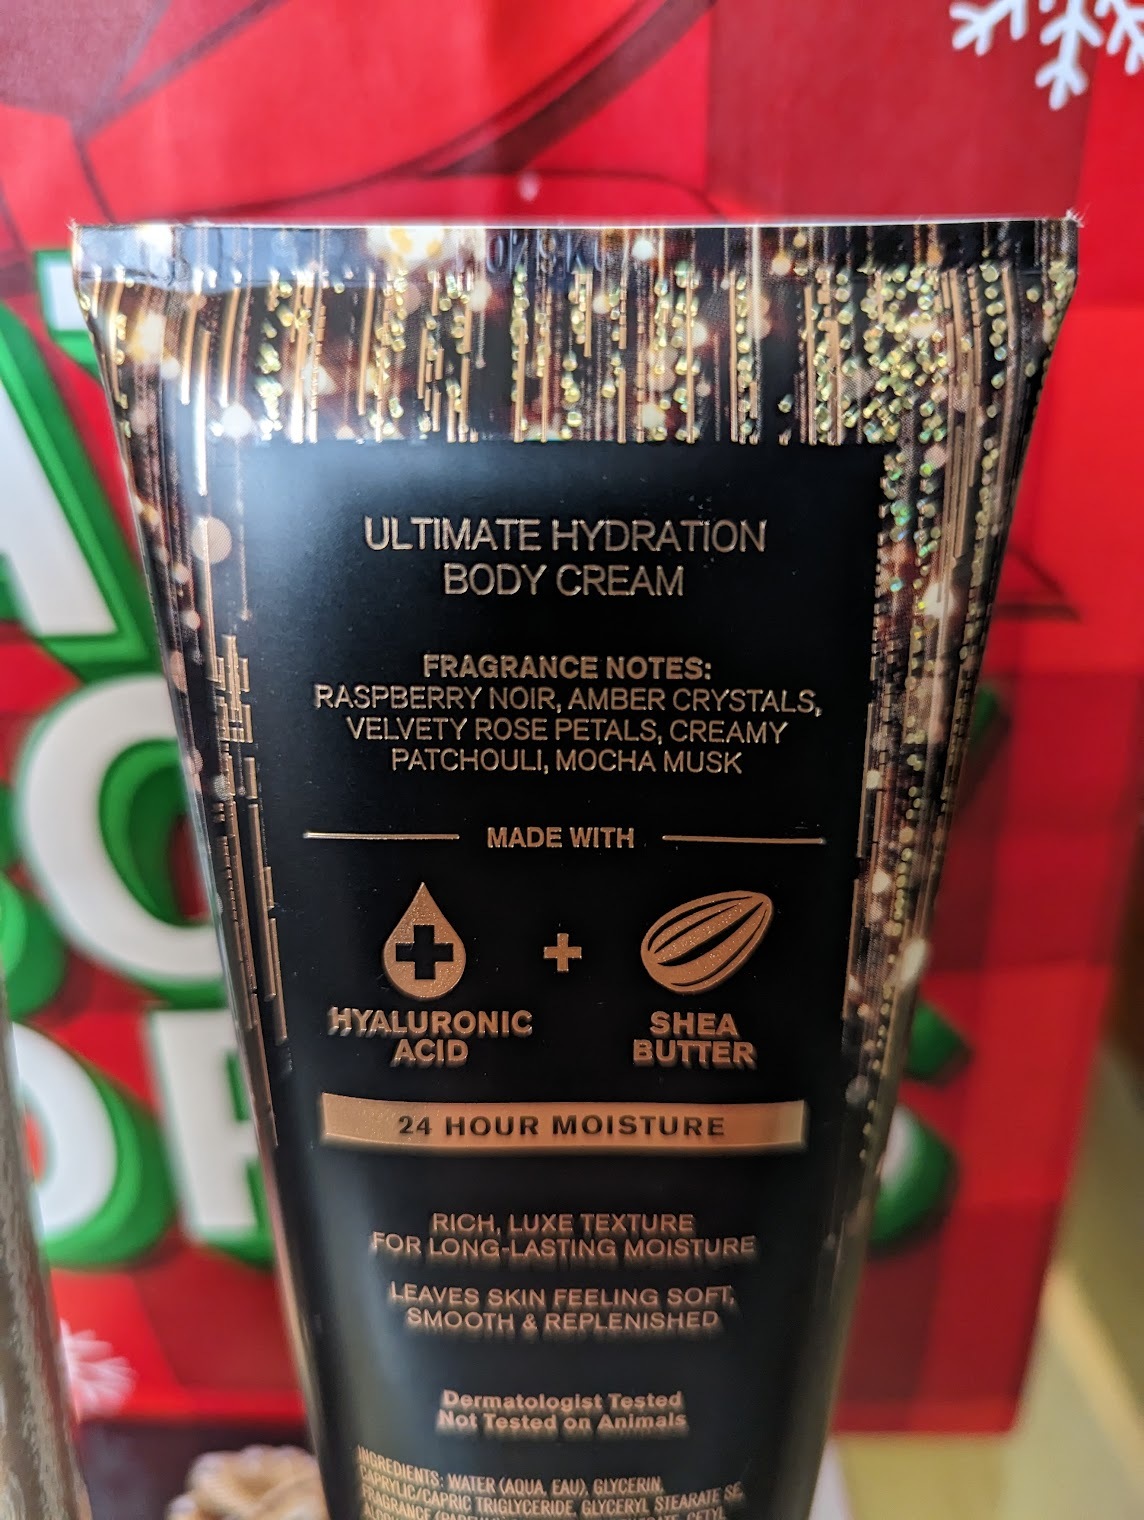 ULTIMATE HYDRATION
BODY CREAM
FRAGRANCE NOTES:
RASPBERRY NOIR, AMBER CRYSTALS,
VELVETY ROSE PETALS, CREAMY
PATCHOULI, MOCHA MUSK
MADE WITH
HYALURONIC
ACID
+
SHEA
BUTTER
24 HOUR MOISTURE
RICH, LUXE TEXTURE
FOR LONG-LASTING MOISTURE
LEAVES SKIN FEELING SOFT,
SMOOTH & REPLENISHED
Dermatologist Tested
Not Tested on Animals
INGREDIENTS: WATER (AQUA, EAU), GLYCERIN,
CAPRYLIC/CAPRIC TRIGLYCERIDE, GLYCERYL STEARATE SE,
FRAGRANCE